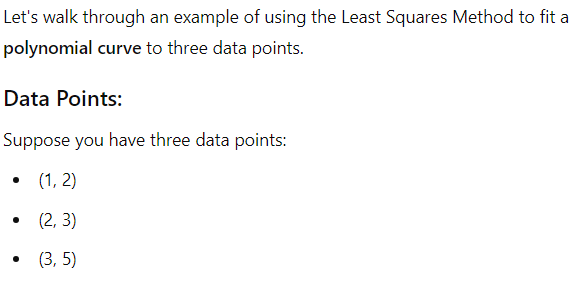 Let's walk through an example of using the Least Squares Method to fit a
polynomial curve to three data points.
Data Points:
Suppose you have three data points:
• (1, 2)
• (2, 3)
• (3, 5)